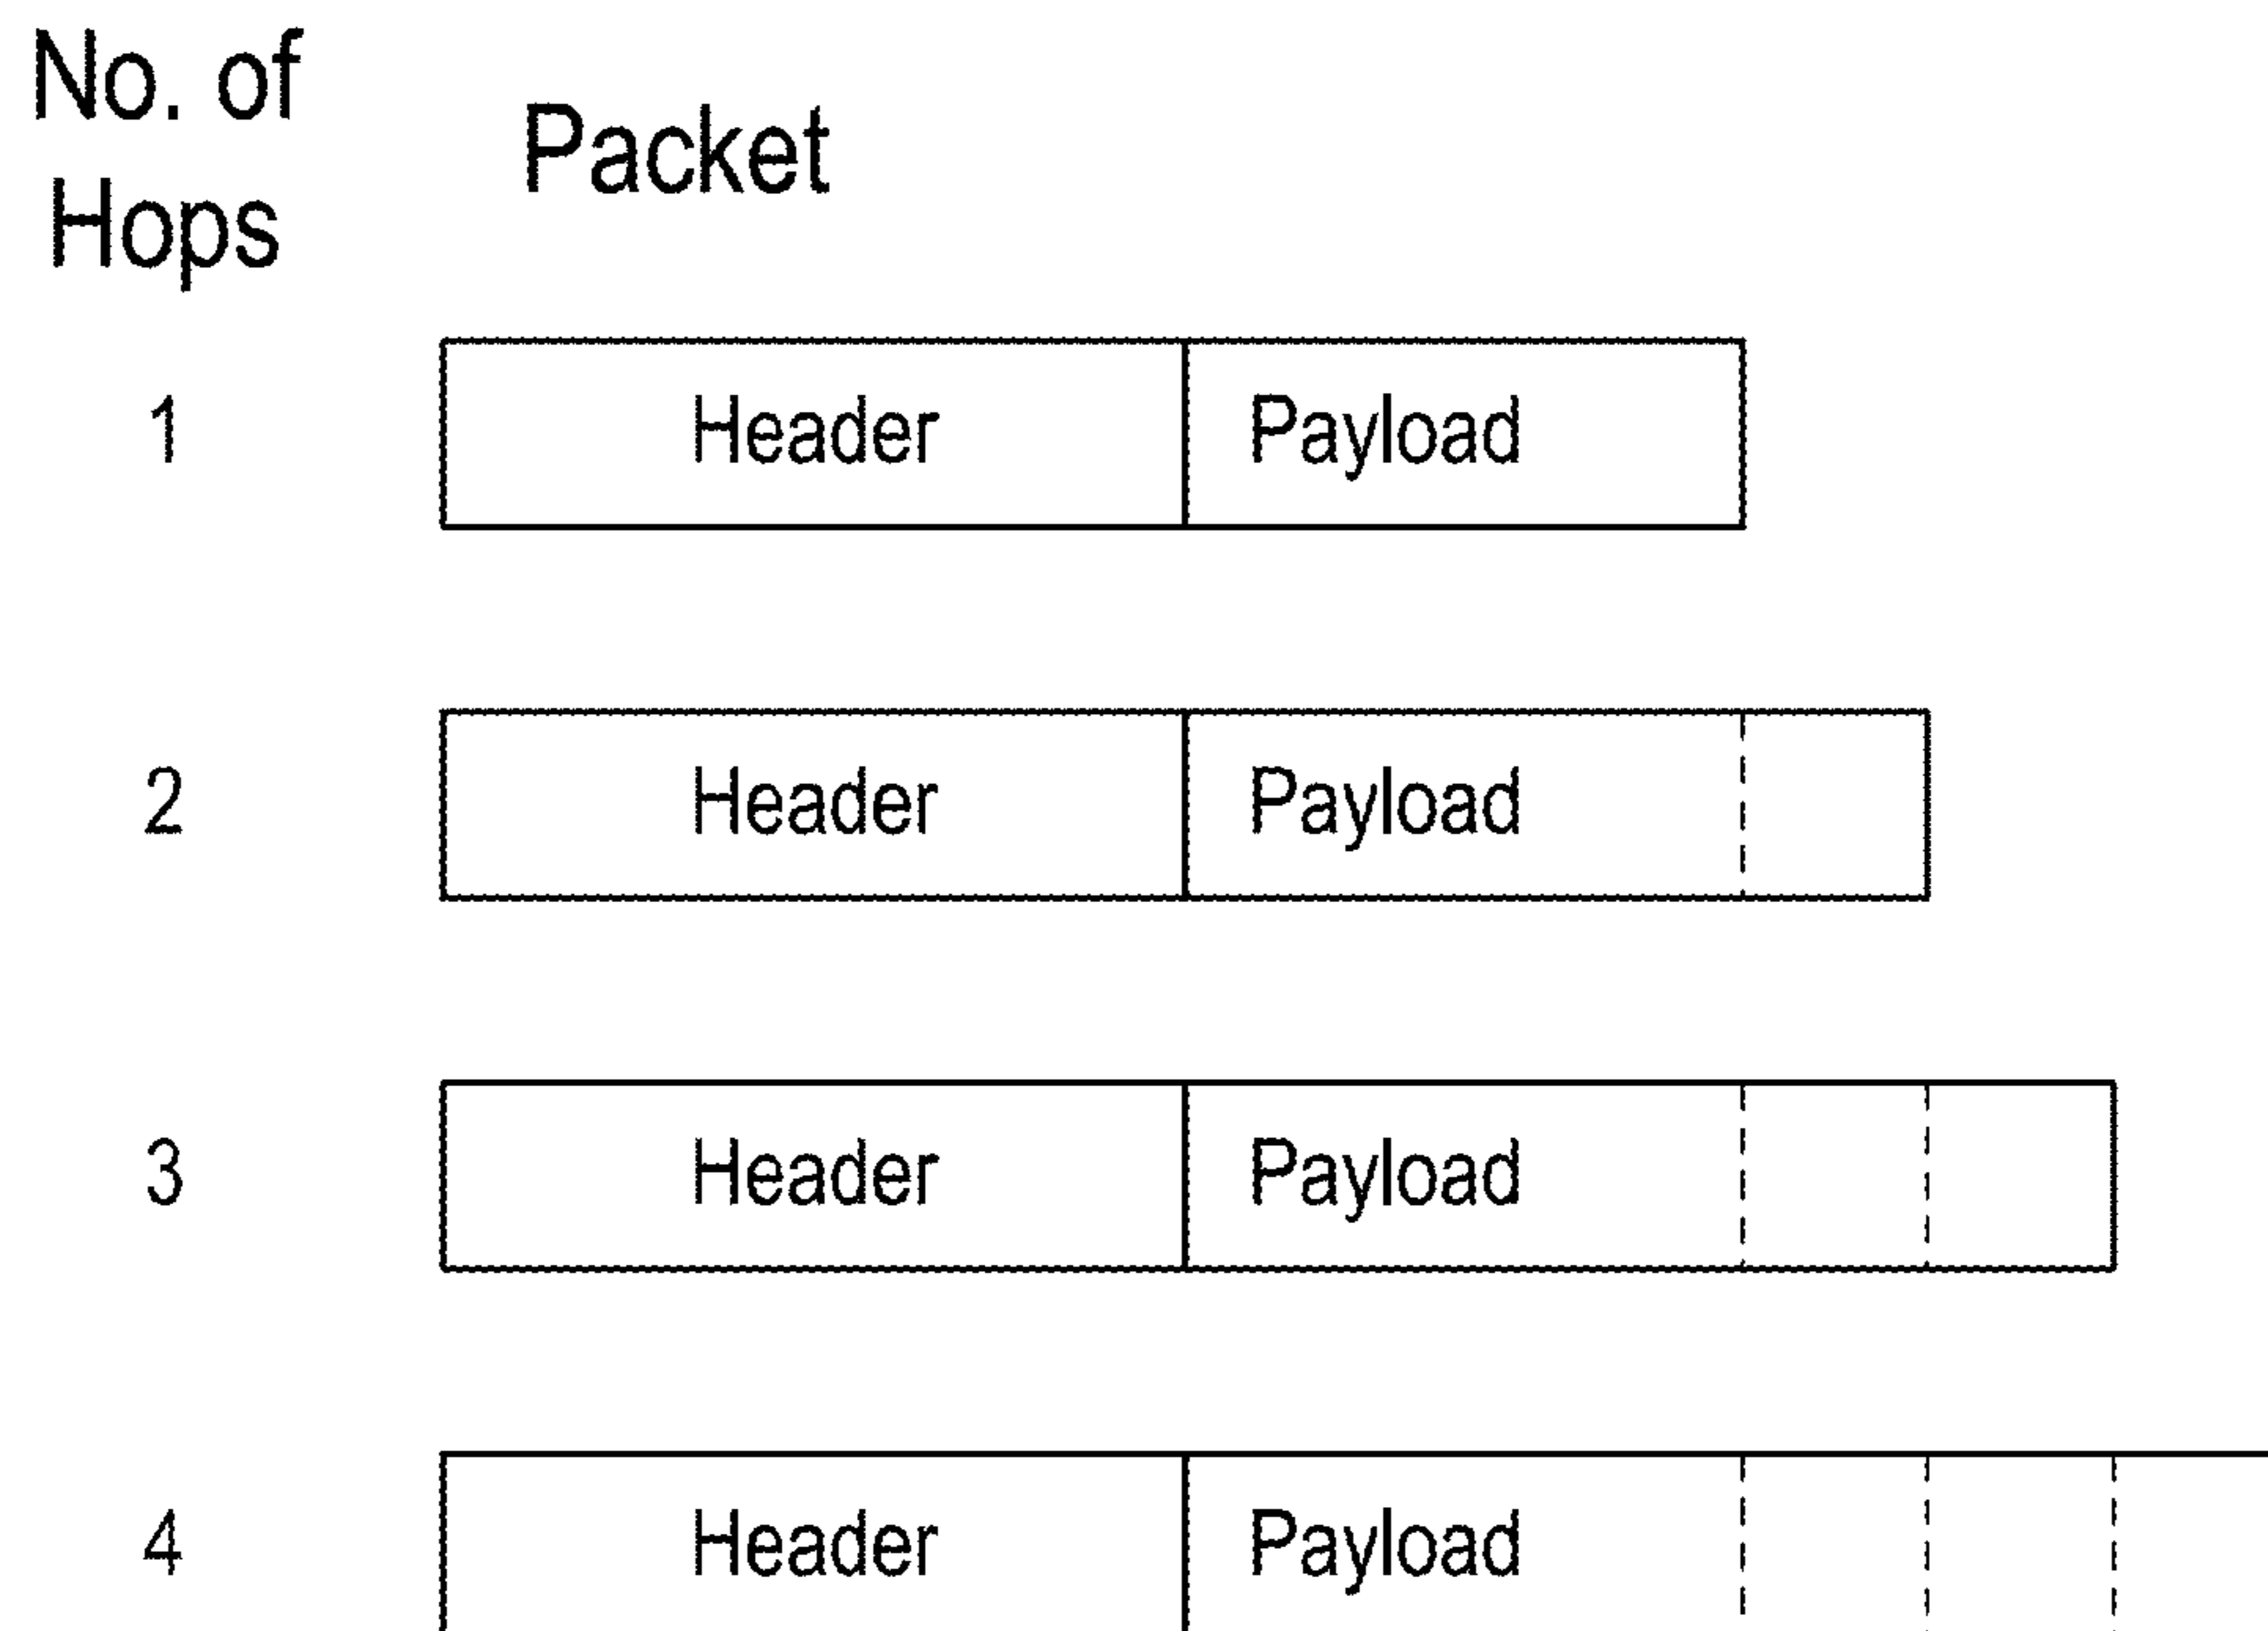 No. of
Hops
Packet
1 Header Payload
2 Header Payload
3 Header Payload
4 Header Payload